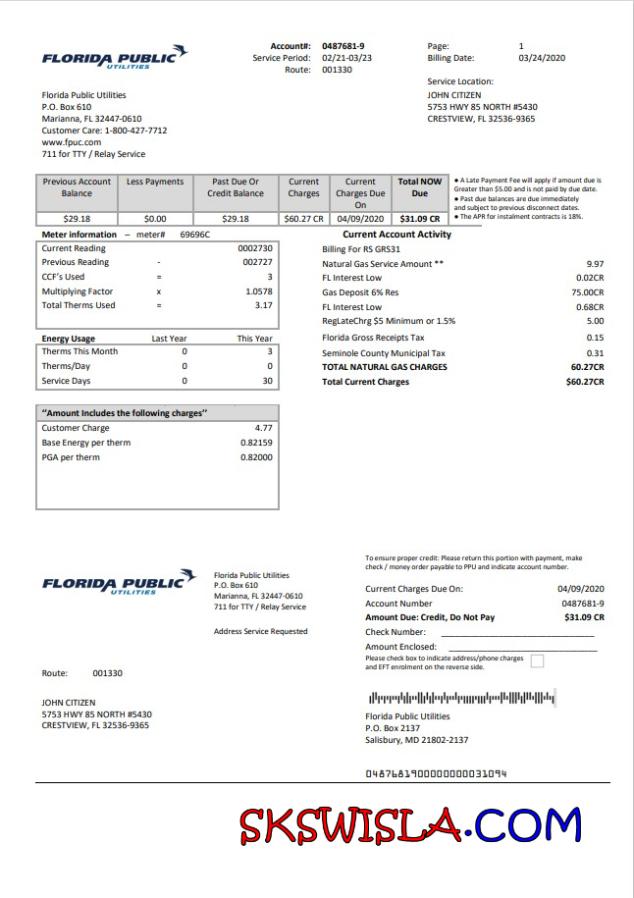 FLORIDA PUBLIC
UTILITIES
Account#: 0487681-9
Service Period: 02/21-03/23
Route: 001330
Page: 1
Billing Date: 03/24/2020
Service Location:
JOHN CITIZEN
5753 HWY 85 NORTH #5430
CRESTVIEW, FL 32536-9365
Florida Public Utilities
P.O. Box 610
Marianna, FL 32447-0610
Customer Care: 1-800-427-7712
www.fpuc.com
711 for TTY / Relay Service
Previous Account Balance Less Payments Past Due Or Credit Balance Current Charges Current Charges Due On Total NOW Due
$29.18 $0.00 $29.18 $60.27 CR 04/09/2020 $31.09 CR
● A Late Payment Fee will apply if amount due is
Greater than $5.00 and is not paid by due date.
● Past due balances are due immediately
and subject to previous disconnect dates.
● The APR for instalment contracts is 18%.
Meter information – meter# 69696C
Current Reading 0002730
Previous Reading - 002727
CCF's Used = 3
Multiplying Factor x 1.0578
Total Therms Used = 3.17
Energy Usage Last Year This Year
Therms This Month 0 3
Therms/Day 0 0
Service Days 0 30
"Amount Includes the following charges"
Customer Charge 4.77
Base Energy per therm 0.82159
PGA per therm 0.82000
Current Account Activity
Billing For RS GRS31
Natural Gas Service Amount ** 9.97
FL Interest Low 0.02CR
Gas Deposit 6% Res 75.00CR
FL Interest Low 0.68CR
RegLateChrg $5 Minimum or 1.5% 5.00
Florida Gross Receipts Tax 0.15
Seminole County Municipal Tax 0.31
TOTAL NATURAL GAS CHARGES 60.27CR
Total Current Charges $60.27CR
FLORIDA PUBLIC
UTILITIES
Florida Public Utilities
P.O. Box 610
Marianna, FL 32447-0610
711 for TTY / Relay Service
Address Service Requested
Route: 001330
JOHN CITIZEN
5753 HWY 85 NORTH #5430
CRESTVIEW, FL 32536-9365
To ensure proper credit: Please return this portion with payment, make
check / money order payable to PPU and indicate account number.
Current Charges Due On: 04/09/2020
Account Number 0487681-9
Amount Due: Credit, Do Not Pay $31.09 CR
Check Number:
Amount Enclosed:
Please check box to indicate address/phone charges
and EFT enrolment on the reverse side.
Florida Public Utilities
P.O. Box 2137
Salisbury, MD 21802-2137
0487681900000000031094
SKSWISLA.COM